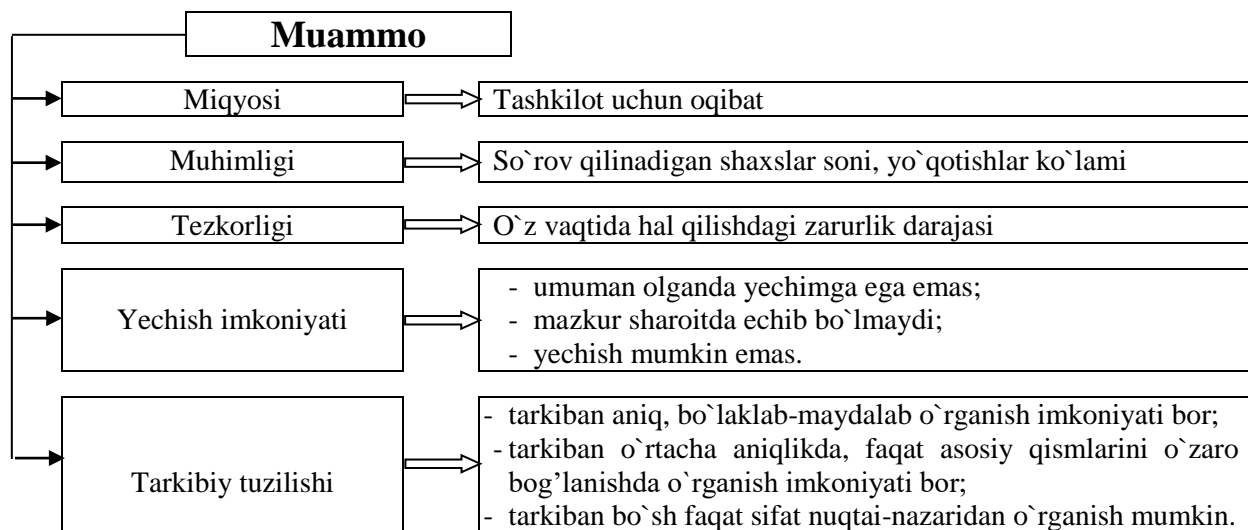 Muammo
Miqyosi
Tashkilot uchun oqibat
Muhimligi
So`rov qilinadigan shaxslar soni, yo`qotishlar ko`lami
Tezkorligi
O`z vaqtida hal qilishdagi zarurlik darajasi
Yechish imkoniyati
- umuman olganda yechimga ega emas;
- mazkur sharoitda echib bo`lmaydi;
- yechish mumkin emas.
Tarkibiy tuzilishi
- tarkiban aniq, bo`laklab-maydalab o`rganish imkoniyati bor;
- tarkiban o`rtacha aniqlikda, faqat asosiy qismlarini o`zaro
bog’lanishda o`rganish imkoniyati bor;
- tarkiban bo`sh faqat sifat nuqtai-nazaridan o`rganish mumkin.